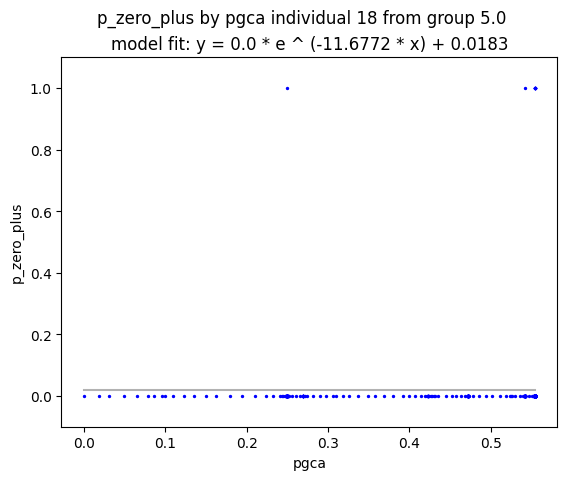 p_zero_plus by pgca individual 18 from group 5.0
model fit: y = 0.0 * e ^ (-11.6772 * x) + 0.0183
1.0
0.8
0.6
0.4
0.2
0.0
p_zero_plus
0.0 0.1 0.2 0.3 0.4 0.5
pgca